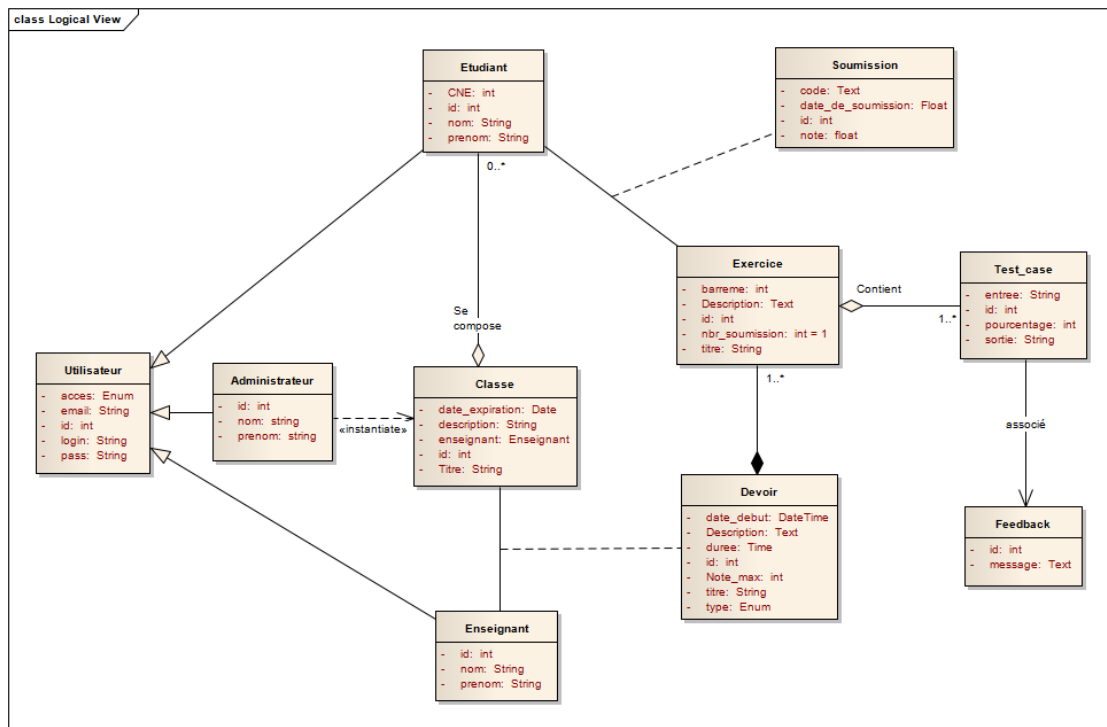 class Logical View
Etudiant
- CNE: int
- id: int
- nom: String
- prenom: String
0..*
Soumission
- code: Text
- date_de_soumission: Float
- id: int
- note: float
Exercice
- barreme: int
- Description: Text
- id: int
- nbr_soumission: int = 1
- titre: String
1..*
Contient
1..*
Test_case
- entree: String
- id: int
- pourcentage: int
- sortie: String
Se
compose
Utilisateur
- acces: Enum
- email: String
- id: int
- login: String
- pass: String
Administrateur
- id: int
- nom: string
- prenom: string
«instantiate»
Classe
- date_expiration: Date
- description: String
- enseignant: Enseignant
- id: int
- Titre: String
associé
Devoir
- date_debut: DateTime
- Description: Text
- duree: Time
- id: int
- Note_max: int
- titre: String
- type: Enum
Feedback
- id: int
- message: Text
Enseignant
- id: int
- nom: String
- prenom: String